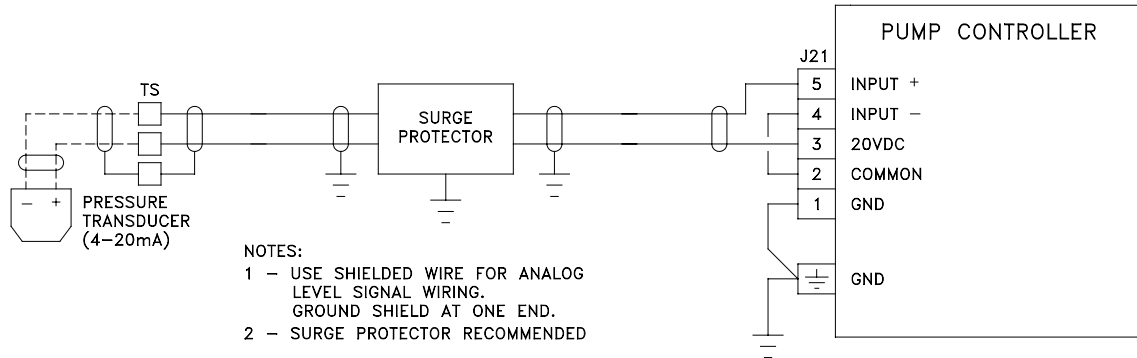 PUMP CONTROLLER
J21
5 INPUT +
4 INPUT –
3 20VDC
2 COMMON
1 GND
GND
TS
SURGE
PROTECTOR
– +
PRESSURE
TRANSDUCER
(4–20mA)
NOTES:
1 – USE SHIELDED WIRE FOR ANALOG
LEVEL SIGNAL WIRING.
GROUND SHIELD AT ONE END.
2 – SURGE PROTECTOR RECOMMENDED